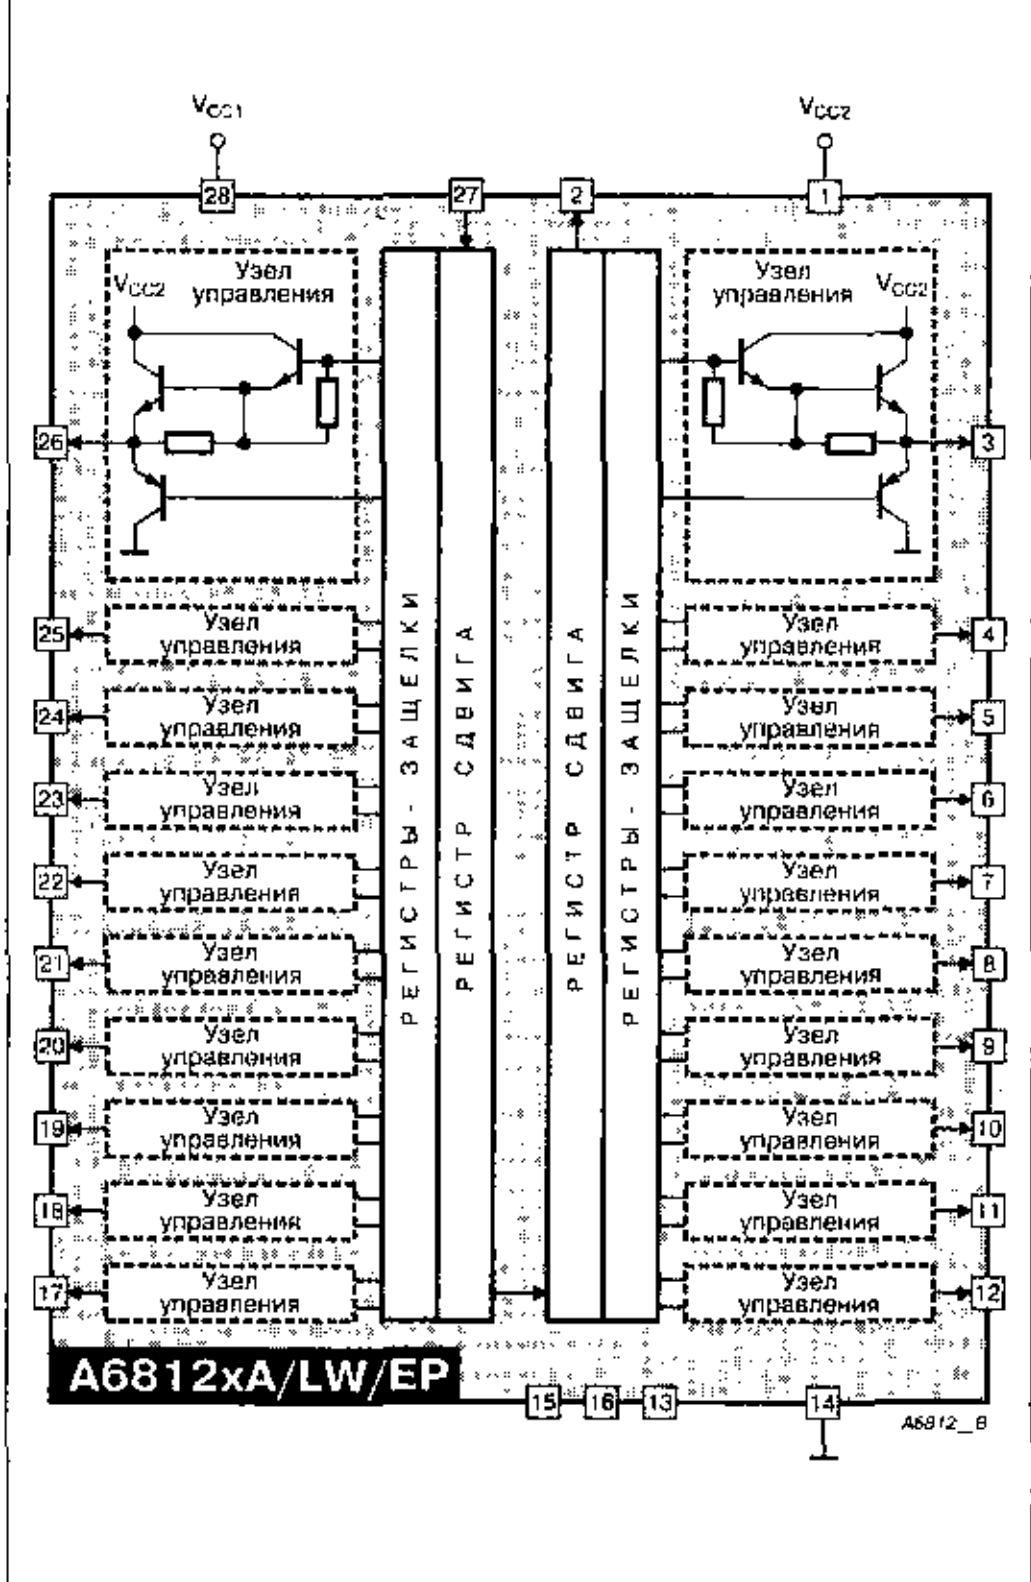 VCC1
VCC2
28
27
2
1
Узел
управления
VCC2
Узел
управления
VCC2
26
3
РЕГИСТРЫ-ЗАЩЕЛКИ
РЕГИСТР СДВИГА
РЕГИСТР СДВИГА
РЕГИСТРЫ-ЗАЩЕЛКИ
25
Узел
управления
Узел
управления
4
24
Узел
управления
Узел
управления
5
23
Узел
управления
Узел
управления
6
22
Узел
управления
Узел
управления
7
21
Узел
управления
Узел
управления
8
20
Узел
управления
Узел
управления
9
19
Узел
управления
Узел
управления
10
18
Узел
управления
Узел
управления
11
17
Узел
управления
Узел
управления
12
A6812xA/LW/EP
15
16
13
14
A6812_B